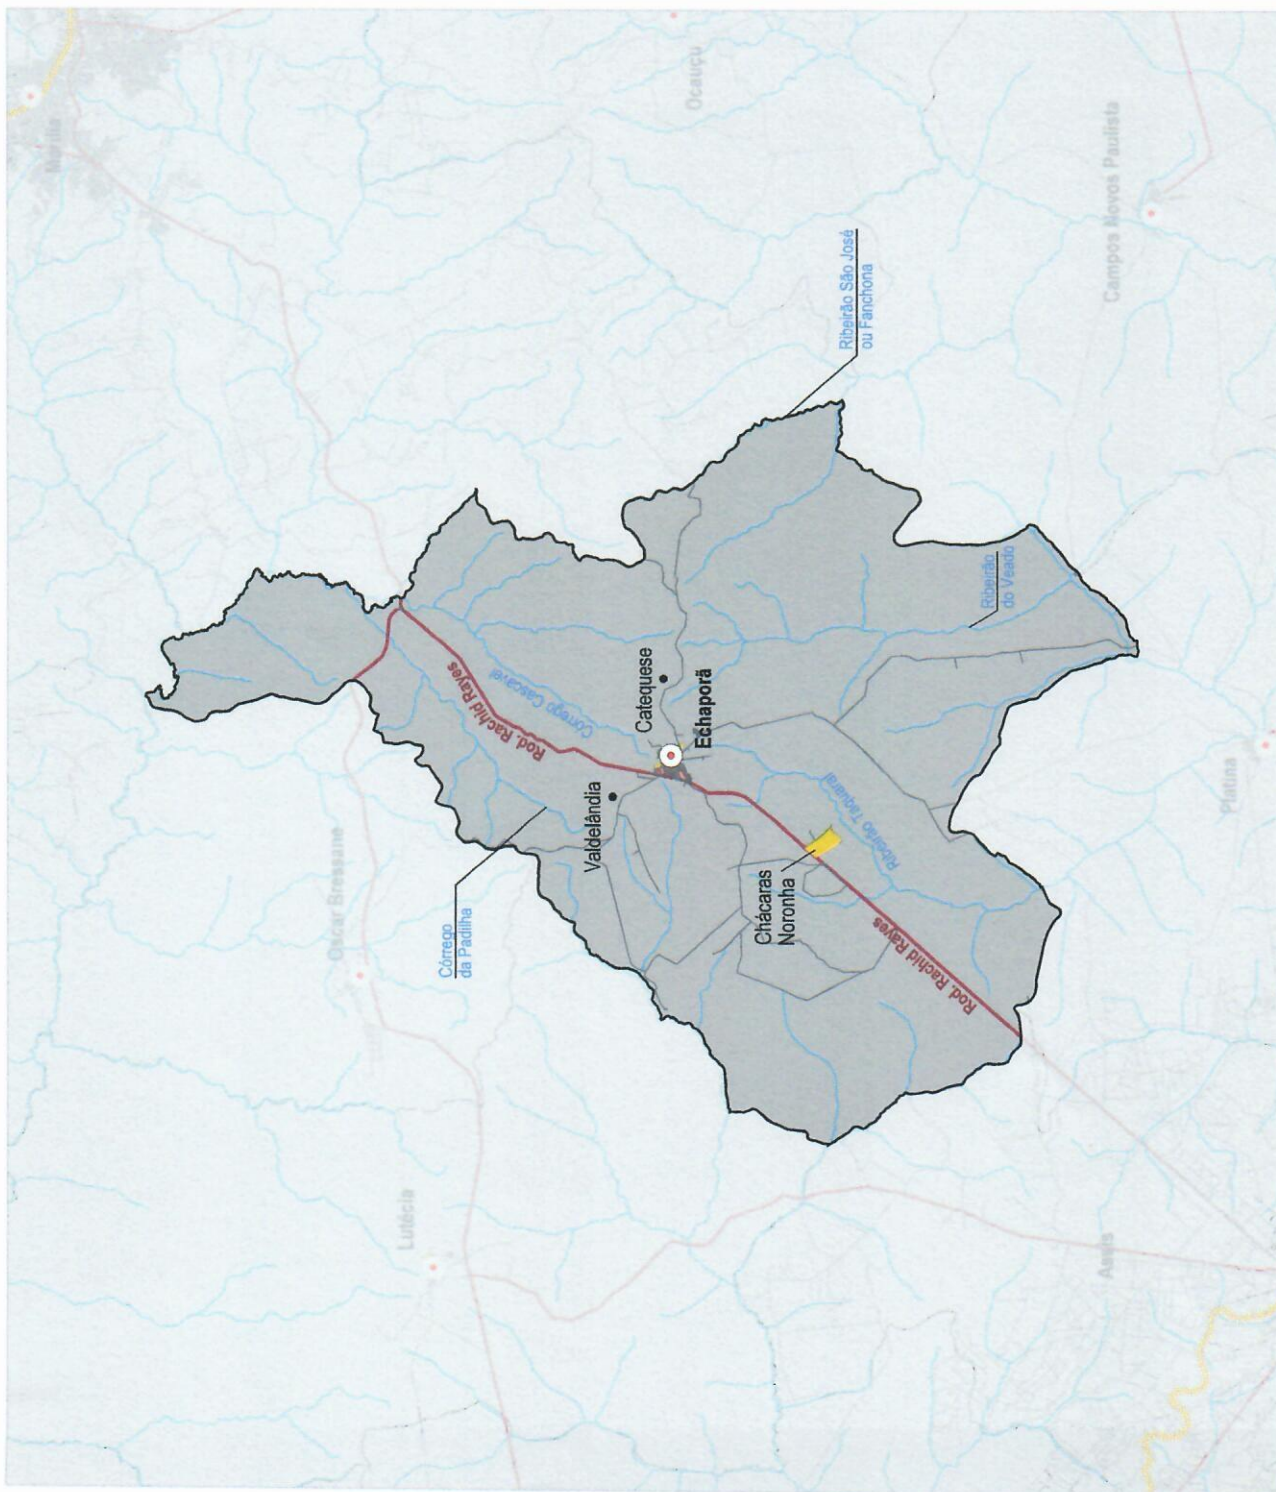 Marília
Oscar Bressane
Lutécia
Córrego
da Padilha
Rod. Rachid Rayes
Córrego Cascavel
Valdelândia
Catequese
Ocauçu
Echaporã
Chácaras
Noronha
Ribeirão São José
ou Fanchona
Ribeirão Taquaral
Rod. Rachid Rayes
Ribeirão
do Veado
Assis
Campos Novos Paulista
Platina